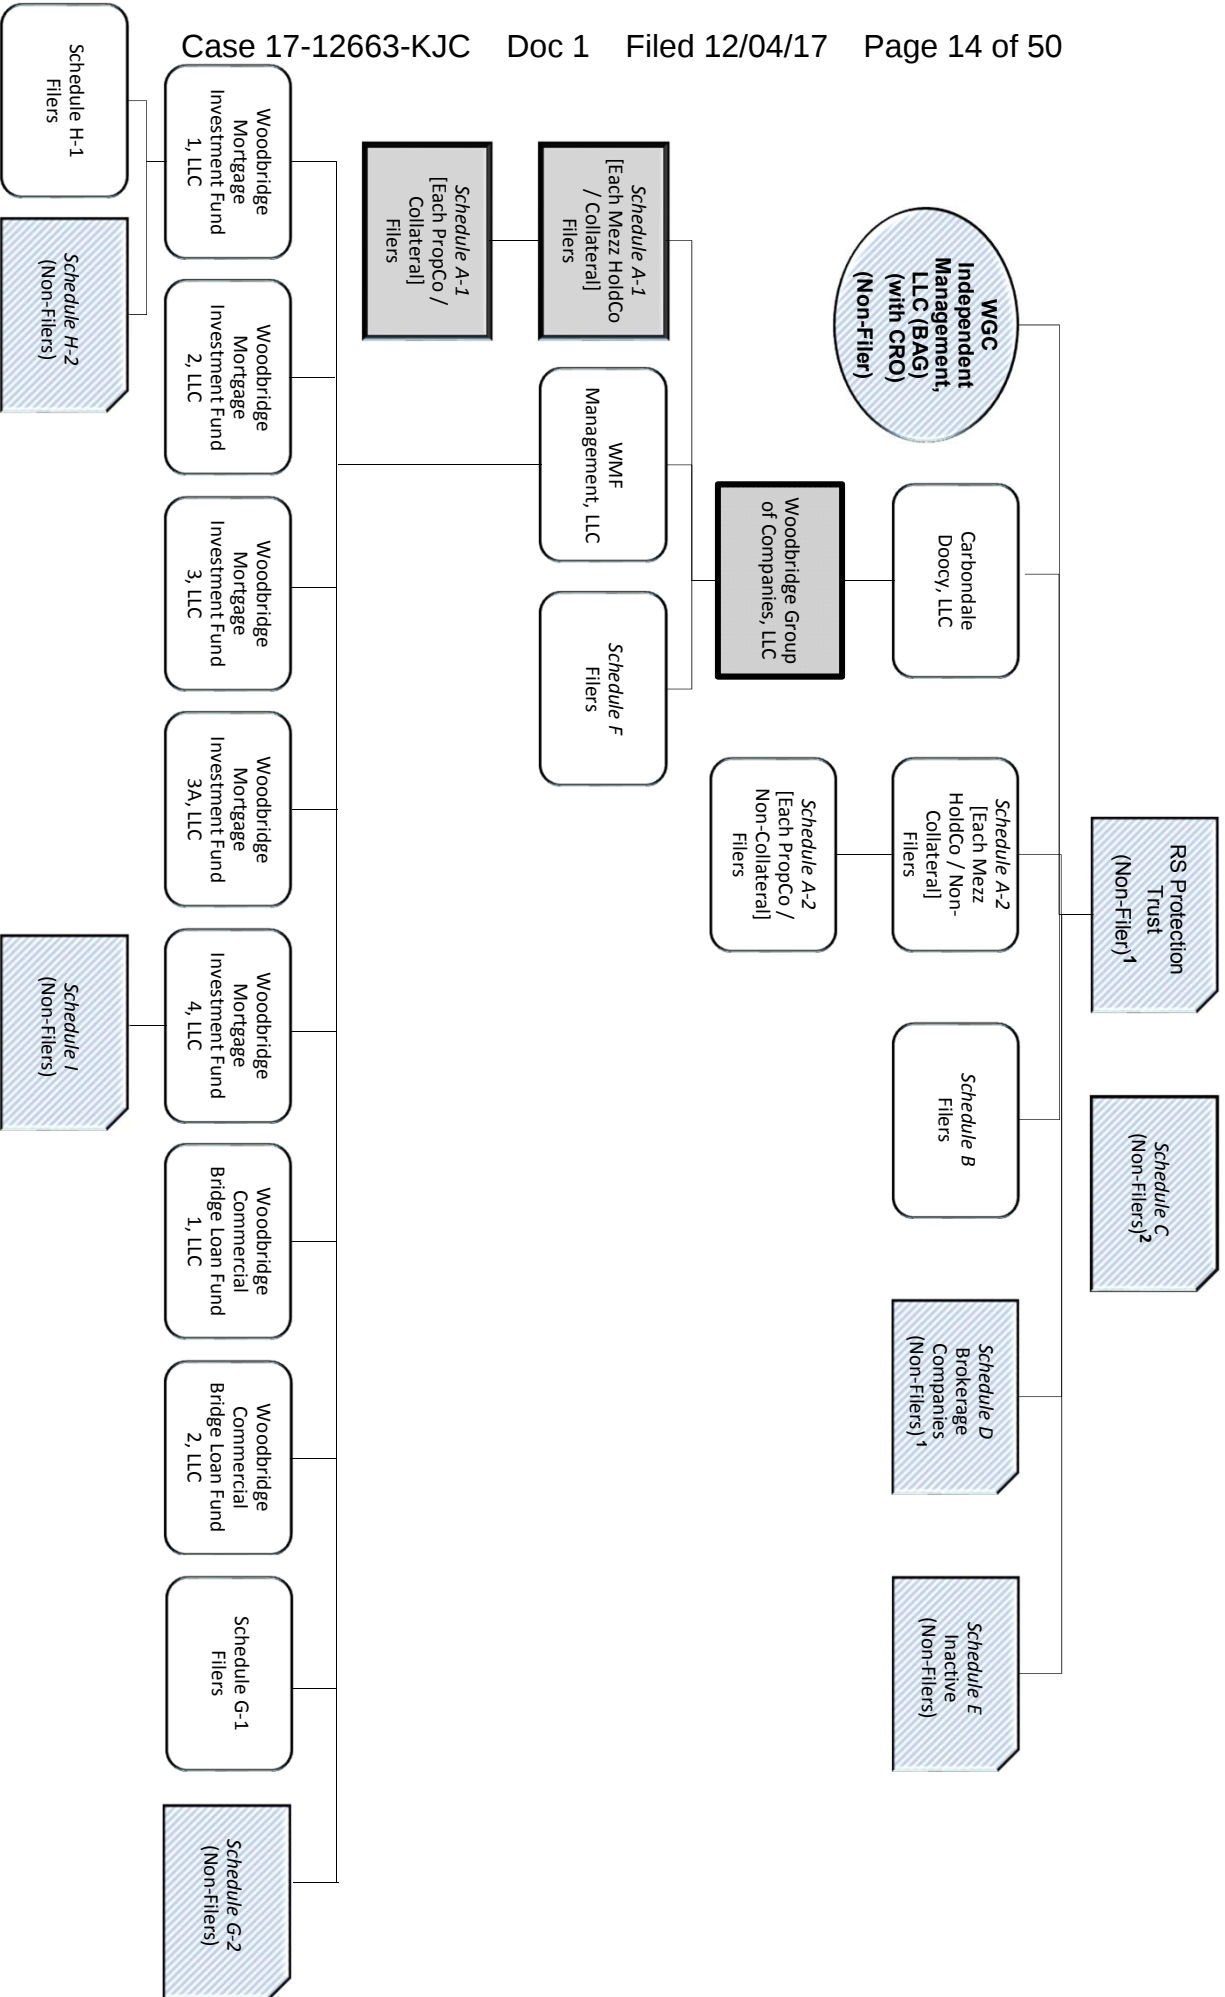 Case 17-12663-KJC Doc 1 Filed 12/04/17 Page 14 of 50
RS Protection
Trust
(Non-Filer)¹
Schedule C
(Non-Filers)²
WGC
Independent
Management,
LLC (BAG)
(with CRO)
(Non-Filer)
Carbondale
Doocy, LLC
Schedule A-2
[Each Mezz
HoldCo / Non-
Collateral]
Filers
Schedule B
Filers
Schedule D
Brokerage
Companies
(Non-Filers) ¹
Schedule E
Inactive
(Non-Filers)
Woodbridge Group
of Companies, LLC
Schedule A-2
[Each PropCo /
Non-Collateral]
Filers
Schedule A-1
[Each Mezz HoldCo
/ Collateral]
Filers
WMF
Management, LLC
Schedule F
Filers
Schedule A-1
[Each PropCo /
Collateral]
Filers
Woodbridge
Mortgage
Investment Fund
1, LLC
Woodbridge
Mortgage
Investment Fund
2, LLC
Woodbridge
Mortgage
Investment Fund
3, LLC
Woodbridge
Mortgage
Investment Fund
3A, LLC
Woodbridge
Mortgage
Investment Fund
4, LLC
Woodbridge
Commercial
Bridge Loan Fund
1, LLC
Woodbridge
Commercial
Bridge Loan Fund
2, LLC
Schedule G-1
Filers
Schedule G-2
(Non-Filers)
Schedule H-1
Filers
Schedule H-2
(Non-Filers)
Schedule I
(Non-Filers)